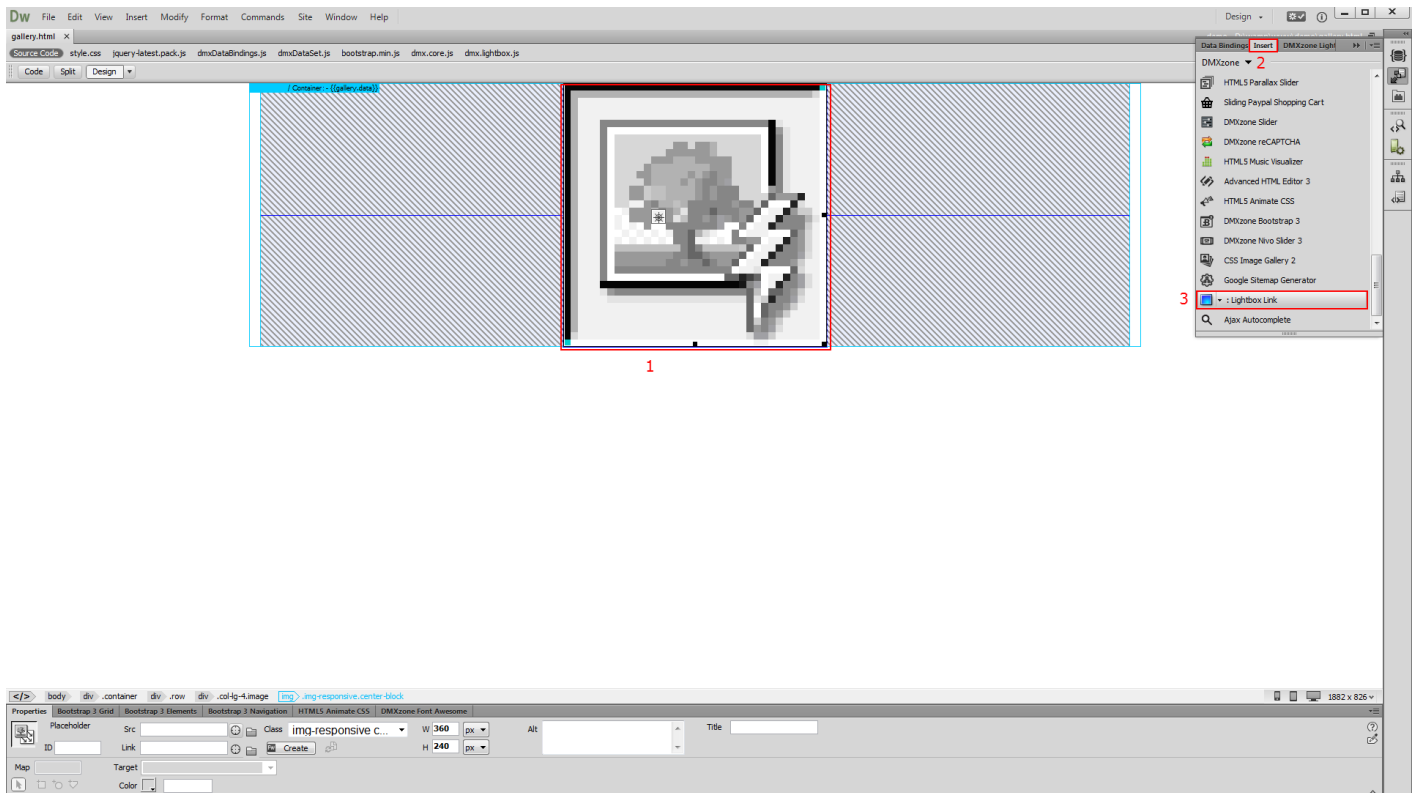 Dw File Edit View Insert Modify Format Commands Site Window Help Design
gallery.html ×
Source Code style.css jquery-latest.pack.js dmxDataBindings.js dmxDataSet.js bootstrap.min.js dmx.core.js dmx.lightbox.js
Code Split Design
/ Container: - {{gallery.data}}
1
Data Bindings Insert DMXzone Light
DMXzone 2
HTML5 Parallax Slider
Sliding Paypal Shopping Cart
DMXzone Slider
DMXzone reCAPTCHA
HTML5 Music Visualizer
Advanced HTML Editor 3
HTML5 Animate CSS
DMXzone Bootstrap 3
DMXzone Nivo Slider 3
CSS Image Gallery 2
Google Sitemap Generator
3 : Lightbox Link
Ajax Autocomplete
</> body div .container div .row div .col-lg-4.image img .img-responsive.center-block 1882 x 826
Properties Bootstrap 3 Grid Bootstrap 3 Elements Bootstrap 3 Navigation HTML5 Animate CSS DMXzone Font Awesome
Placeholder Src Class img-responsive c... W 360 px Alt Title
ID Link Create H 240 px
Map Target
Color